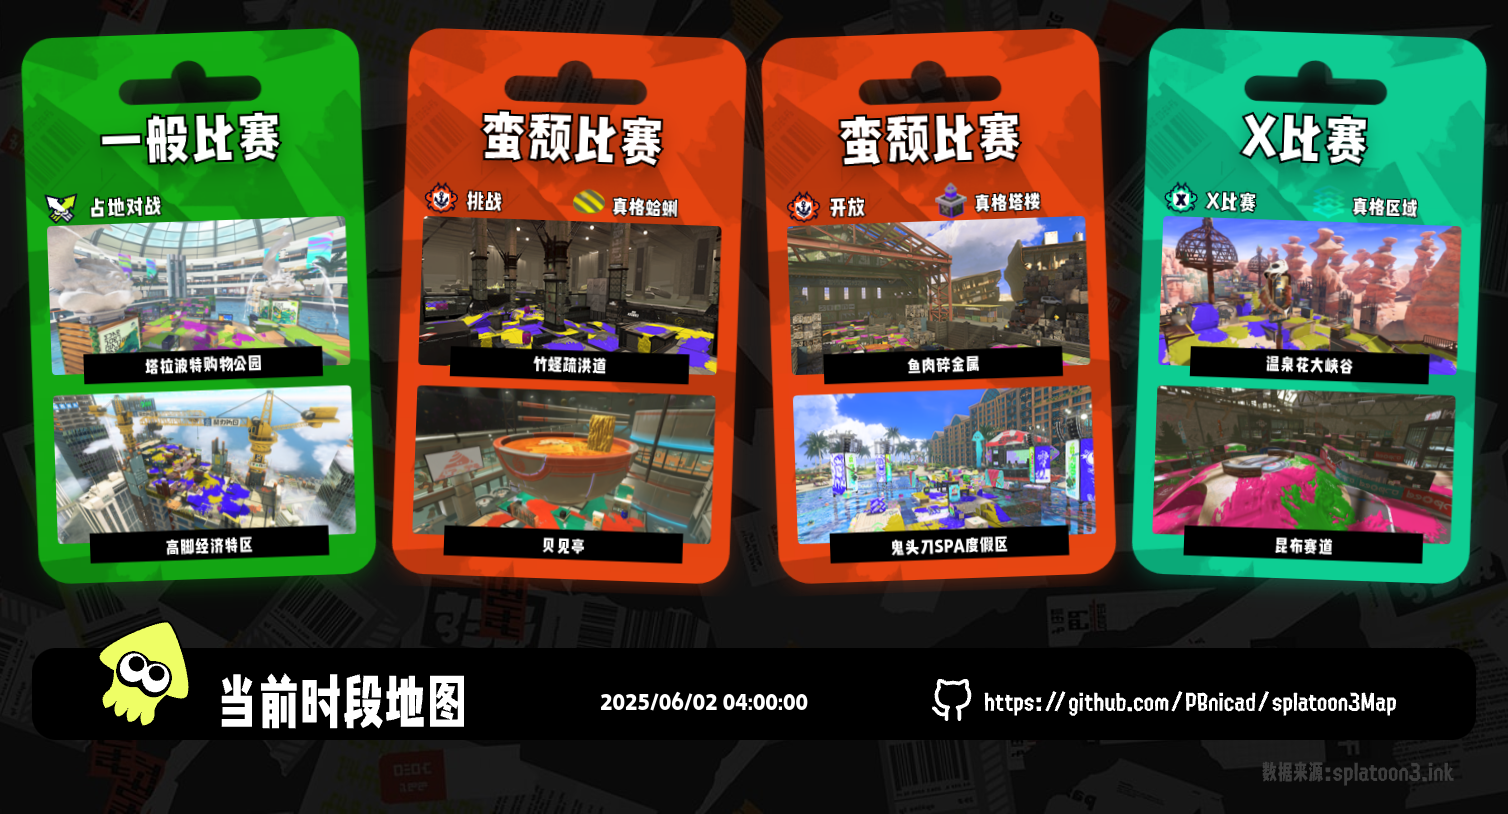 一般比赛
占地对战
塔拉波特购物公园
高脚经济特区
蛮颓比赛
挑战
真格蛤蜊
竹蛏疏洪道
贝见亭
蛮颓比赛
开放
真格塔楼
鱼肉碎金属
鬼头刀SPA度假区
X比赛
X比赛
真格区域
温泉花大峡谷
昆布赛道
当前时段地图
2025/06/02 04:00:00
https://github.com/PBnicad/splatoon3Map
数据来源:splatoon3.ink